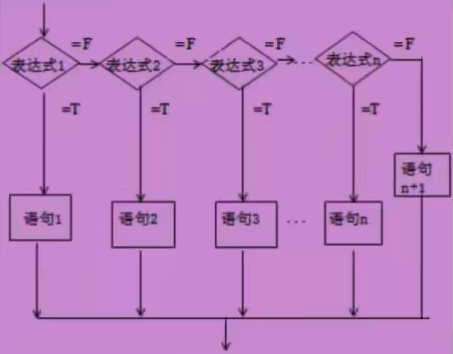 =F =F =F =F
表达式1 表达式2 表达式3 ... 表达式n
=T =T =T =T
语句
n+1
语句1 语句2 语句3 ... 语句n